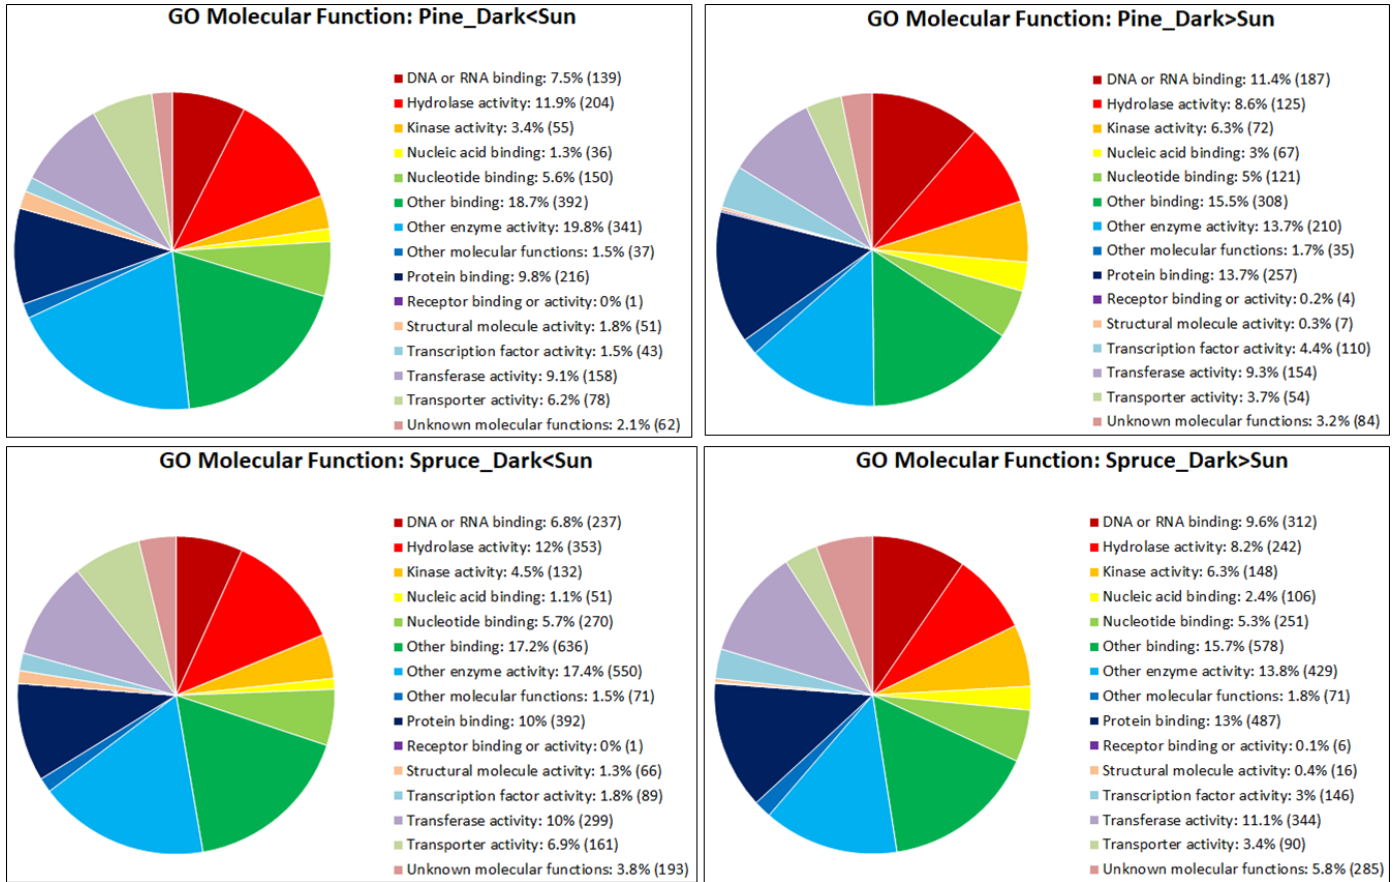 GO Molecular Function: Pine_Dark<Sun
DNA or RNA binding: 7.5% (139)
Hydrolase activity: 11.9% (204)
Kinase activity: 3.4% (55)
Nucleic acid binding: 1.3% (36)
Nucleotide binding: 5.6% (150)
Other binding: 18.7% (392)
Other enzyme activity: 19.8% (341)
Other molecular functions: 1.5% (37)
Protein binding: 9.8% (216)
Receptor binding or activity: 0% (1)
Structural molecule activity: 1.8% (51)
Transcription factor activity: 1.5% (43)
Transferase activity: 9.1% (158)
Transporter activity: 6.2% (78)
Unknown molecular functions: 2.1% (62)
GO Molecular Function: Pine_Dark>Sun
DNA or RNA binding: 11.4% (187)
Hydrolase activity: 8.6% (125)
Kinase activity: 6.3% (72)
Nucleic acid binding: 3% (67)
Nucleotide binding: 5% (121)
Other binding: 15.5% (308)
Other enzyme activity: 13.7% (210)
Other molecular functions: 1.7% (35)
Protein binding: 13.7% (257)
Receptor binding or activity: 0.2% (4)
Structural molecule activity: 0.3% (7)
Transcription factor activity: 4.4% (110)
Transferase activity: 9.3% (154)
Transporter activity: 3.7% (54)
Unknown molecular functions: 3.2% (84)
GO Molecular Function: Spruce_Dark<Sun
DNA or RNA binding: 6.8% (237)
Hydrolase activity: 12% (353)
Kinase activity: 4.5% (132)
Nucleic acid binding: 1.1% (51)
Nucleotide binding: 5.7% (270)
Other binding: 17.2% (636)
Other enzyme activity: 17.4% (550)
Other molecular functions: 1.5% (71)
Protein binding: 10% (392)
Receptor binding or activity: 0% (1)
Structural molecule activity: 1.3% (66)
Transcription factor activity: 1.8% (89)
Transferase activity: 10% (299)
Transporter activity: 6.9% (161)
Unknown molecular functions: 3.8% (193)
GO Molecular Function: Spruce_Dark>Sun
DNA or RNA binding: 9.6% (312)
Hydrolase activity: 8.2% (242)
Kinase activity: 6.3% (148)
Nucleic acid binding: 2.4% (106)
Nucleotide binding: 5.3% (251)
Other binding: 15.7% (578)
Other enzyme activity: 13.8% (429)
Other molecular functions: 1.8% (71)
Protein binding: 13% (487)
Receptor binding or activity: 0.1% (6)
Structural molecule activity: 0.4% (16)
Transcription factor activity: 3% (146)
Transferase activity: 11.1% (344)
Transporter activity: 3.4% (90)
Unknown molecular functions: 5.8% (285)